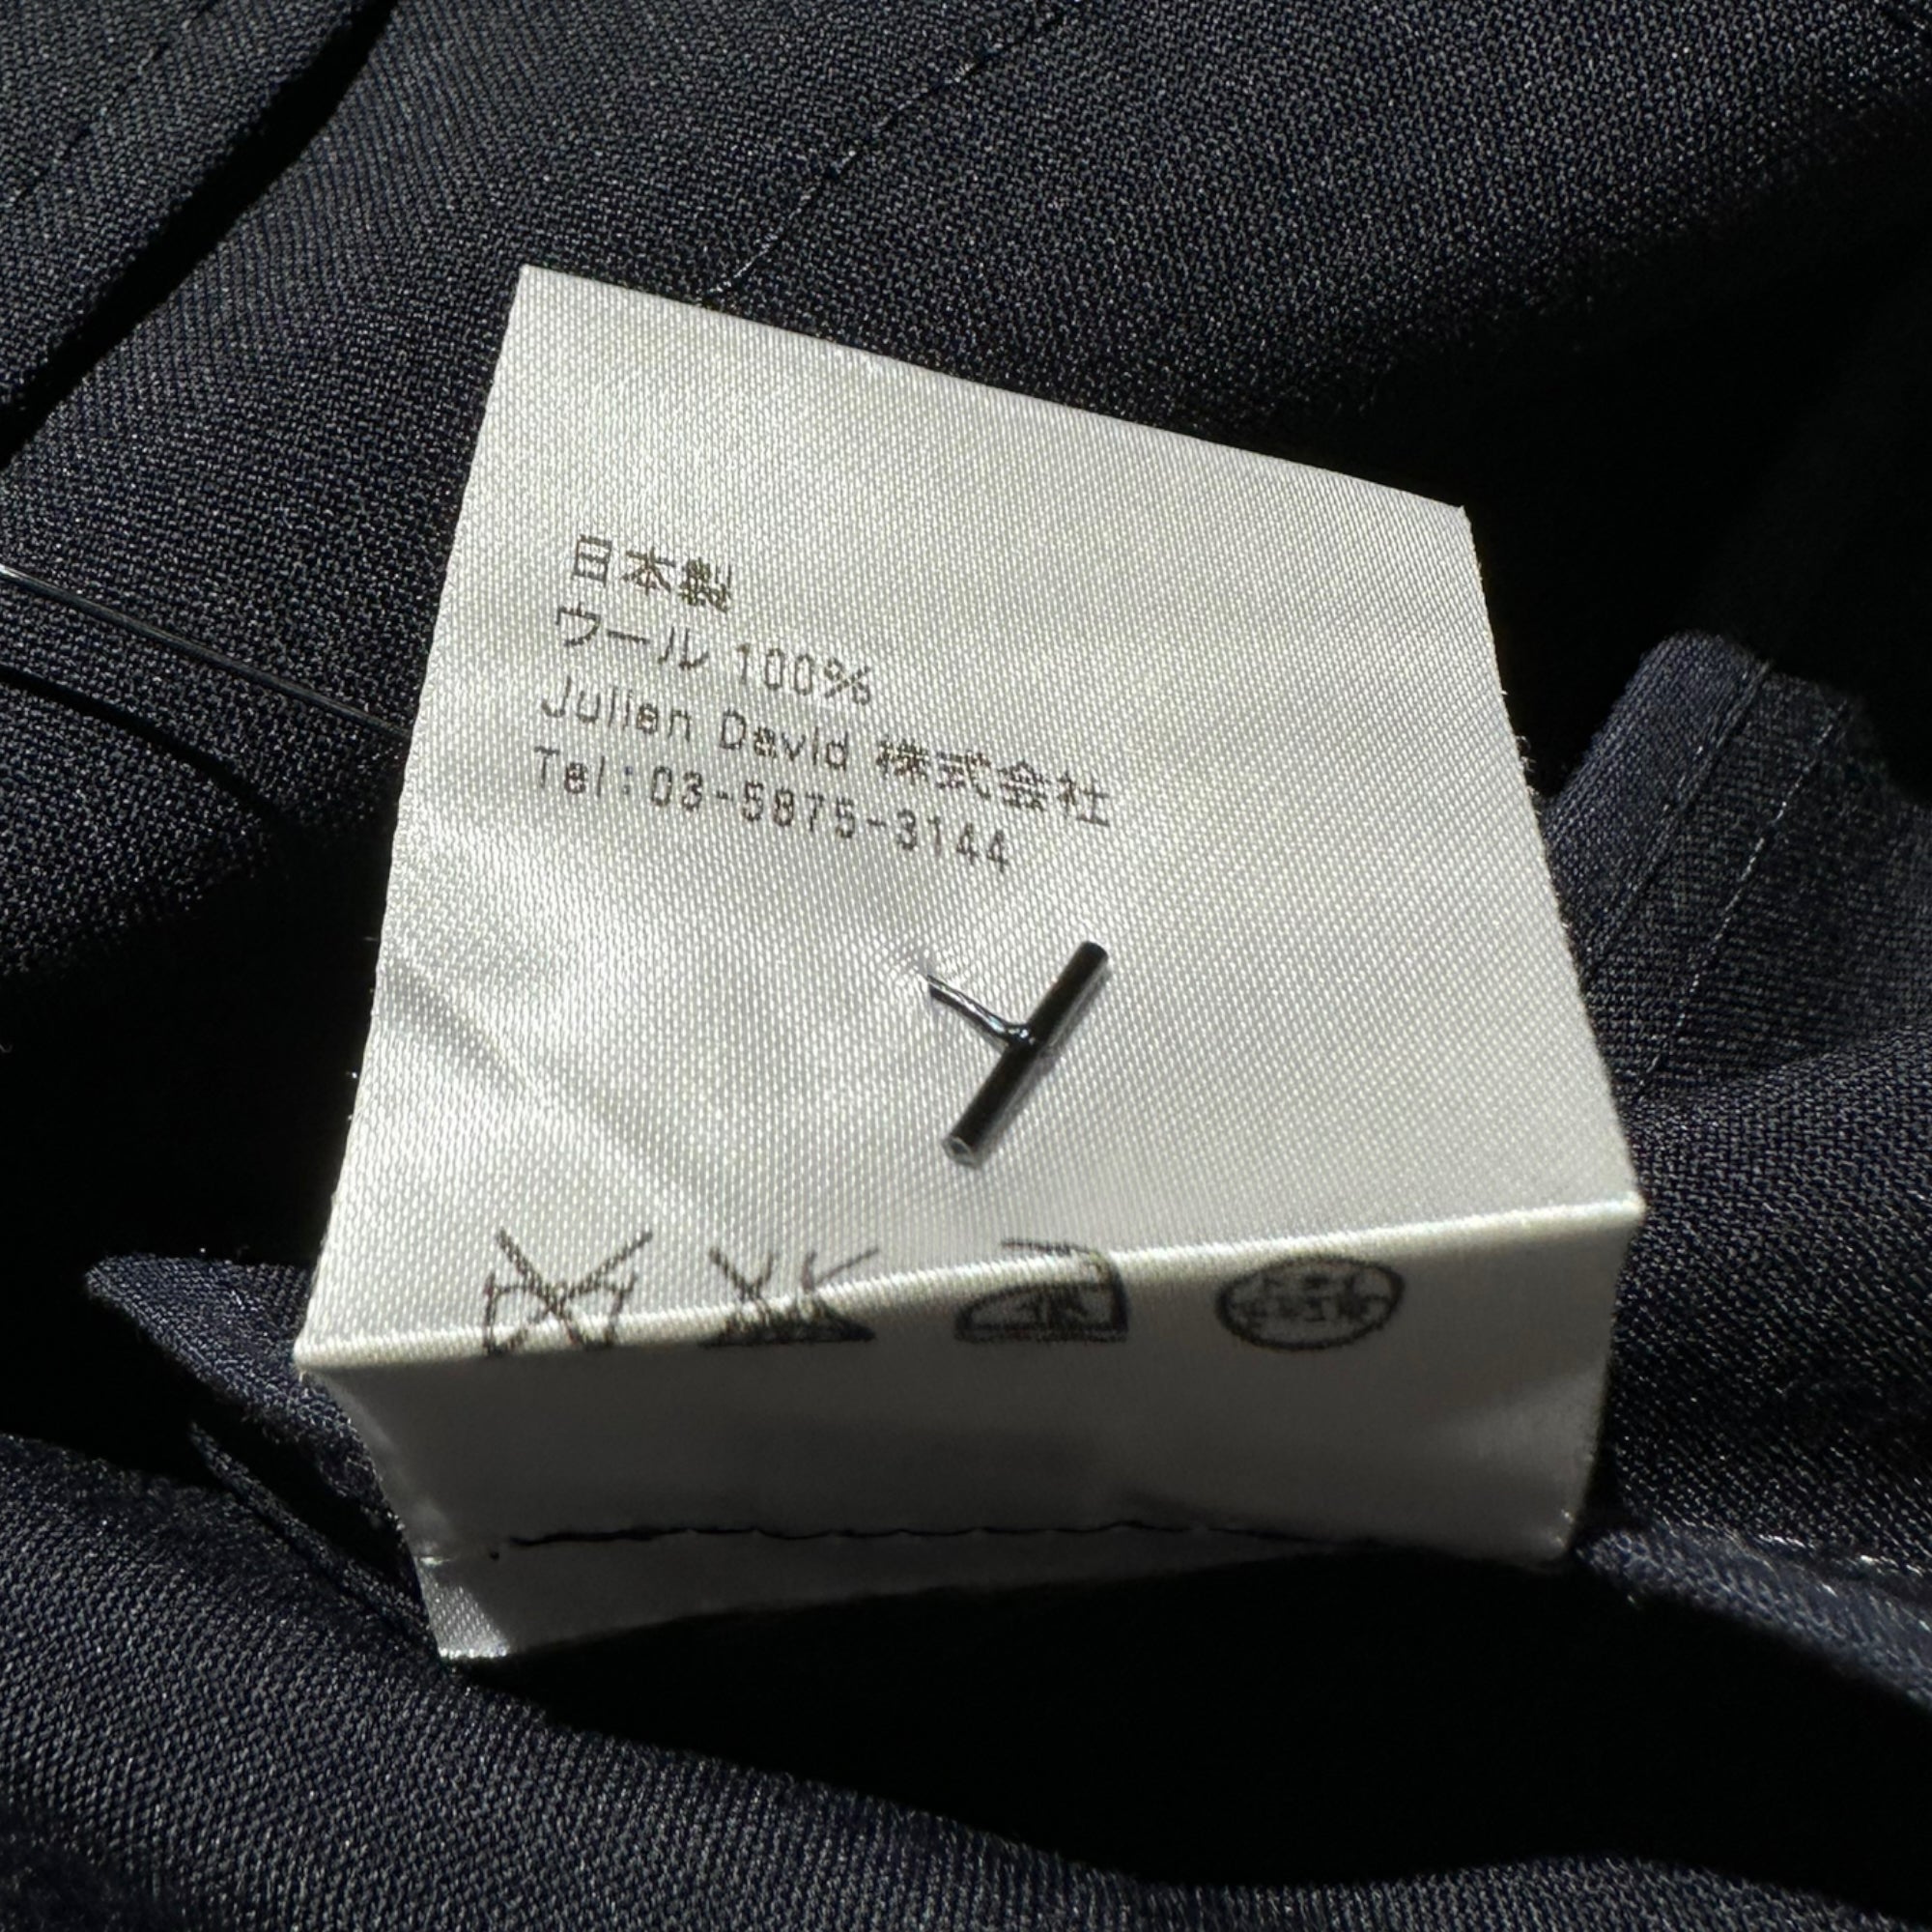 日本製
ウール 100%
Julien David 株式会社
Tel:03-5875-3144